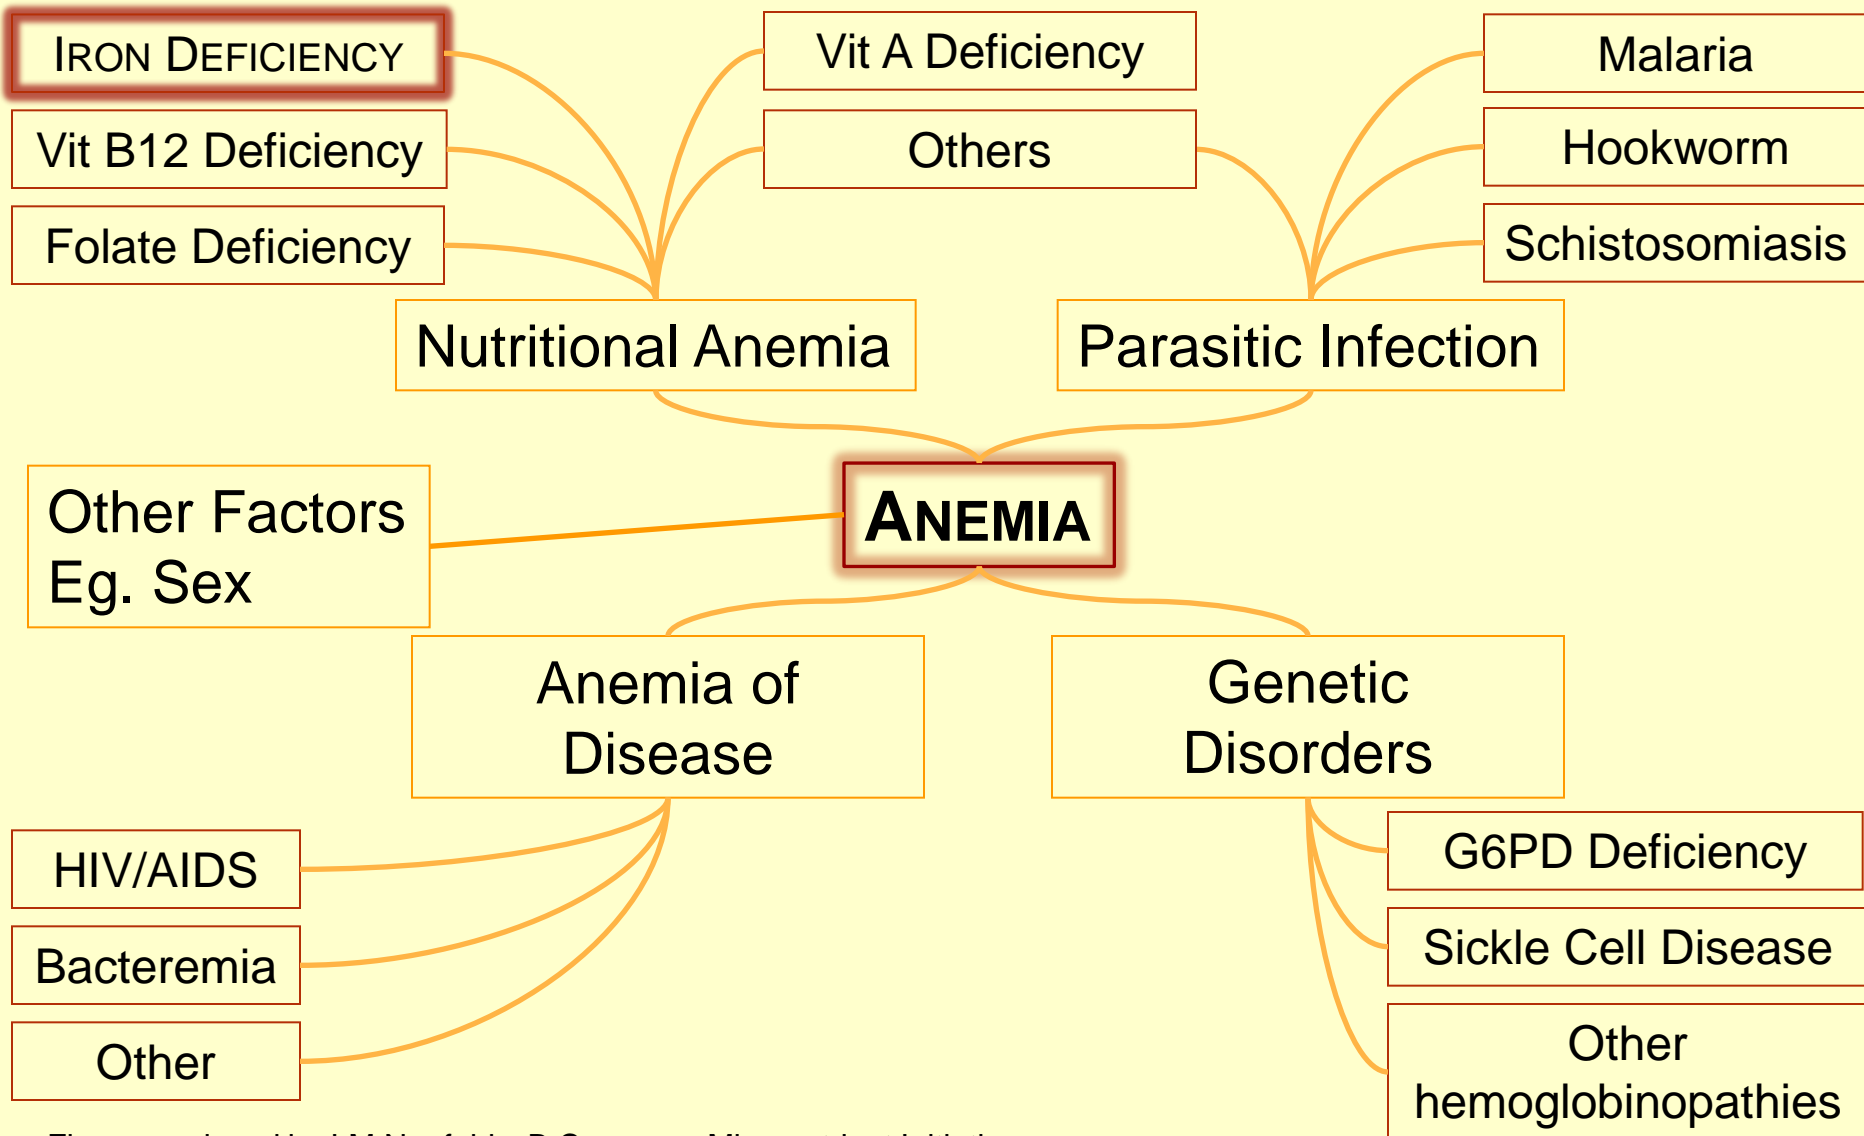 IRON DEFICIENCY
Vit A Deficiency
Malaria
Vit B12 Deficiency
Others
Hookworm
Folate Deficiency
Schistosomiasis
Nutritional Anemia
Parasitic Infection
Other Factors
Eg. Sex
ANEMIA
Anemia of
Disease
Genetic
Disorders
HIV/AIDS
G6PD Deficiency
Bacteremia
Sickle Cell Disease
Other
Other
hemoglobinopathies